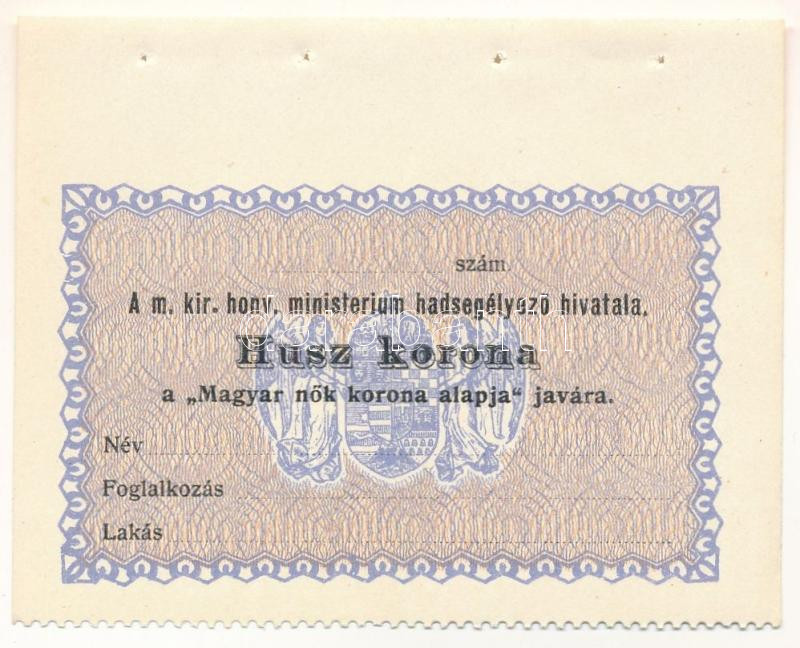 szám.
A m. kir. honv. ministerium hadsegélyező hivatala.
Husz korona
a „Magyar nők korona alapja“ javára.
Név
Foglalkozás
Lakás